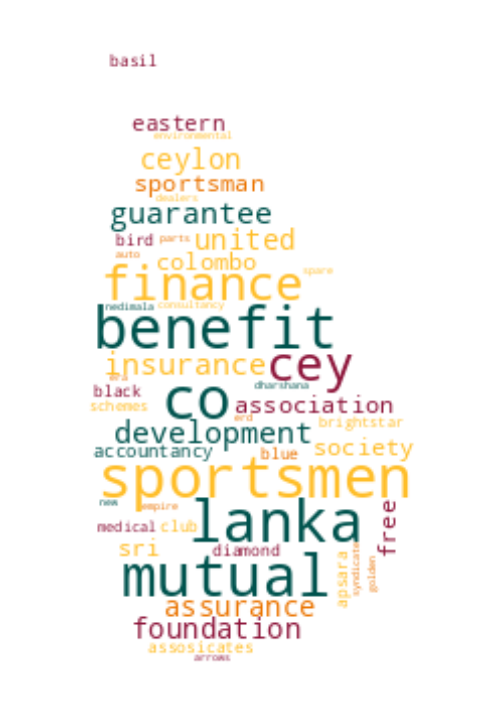 basil
eastern
environmental
ceylon
sportsman
dealers
guarantee
bird parts united
auto colombo
finance spare
nedimala consultancy
benefit
insurance cey
era
dharshana
black co
schemes association
erd brightstar
development
accountancy blue society
sportsmen
new empire
lanka free
medical club
sri diamond
mutual apsara syndicate golden
assurance
foundation
assosicates
arrows